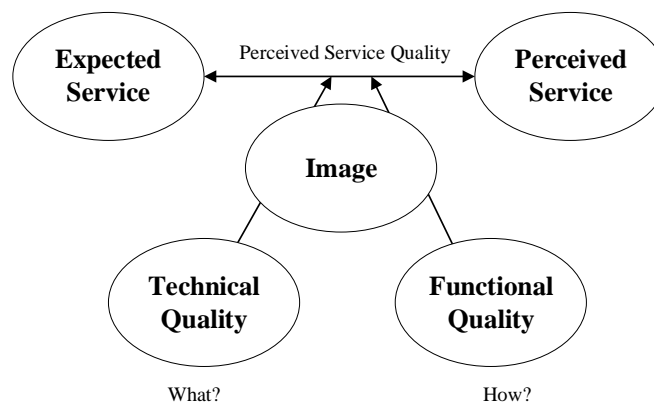 Expected
Service
Perceived Service Quality
Perceived
Service
Image
Technical
Quality
Functional
Quality
What?
How?